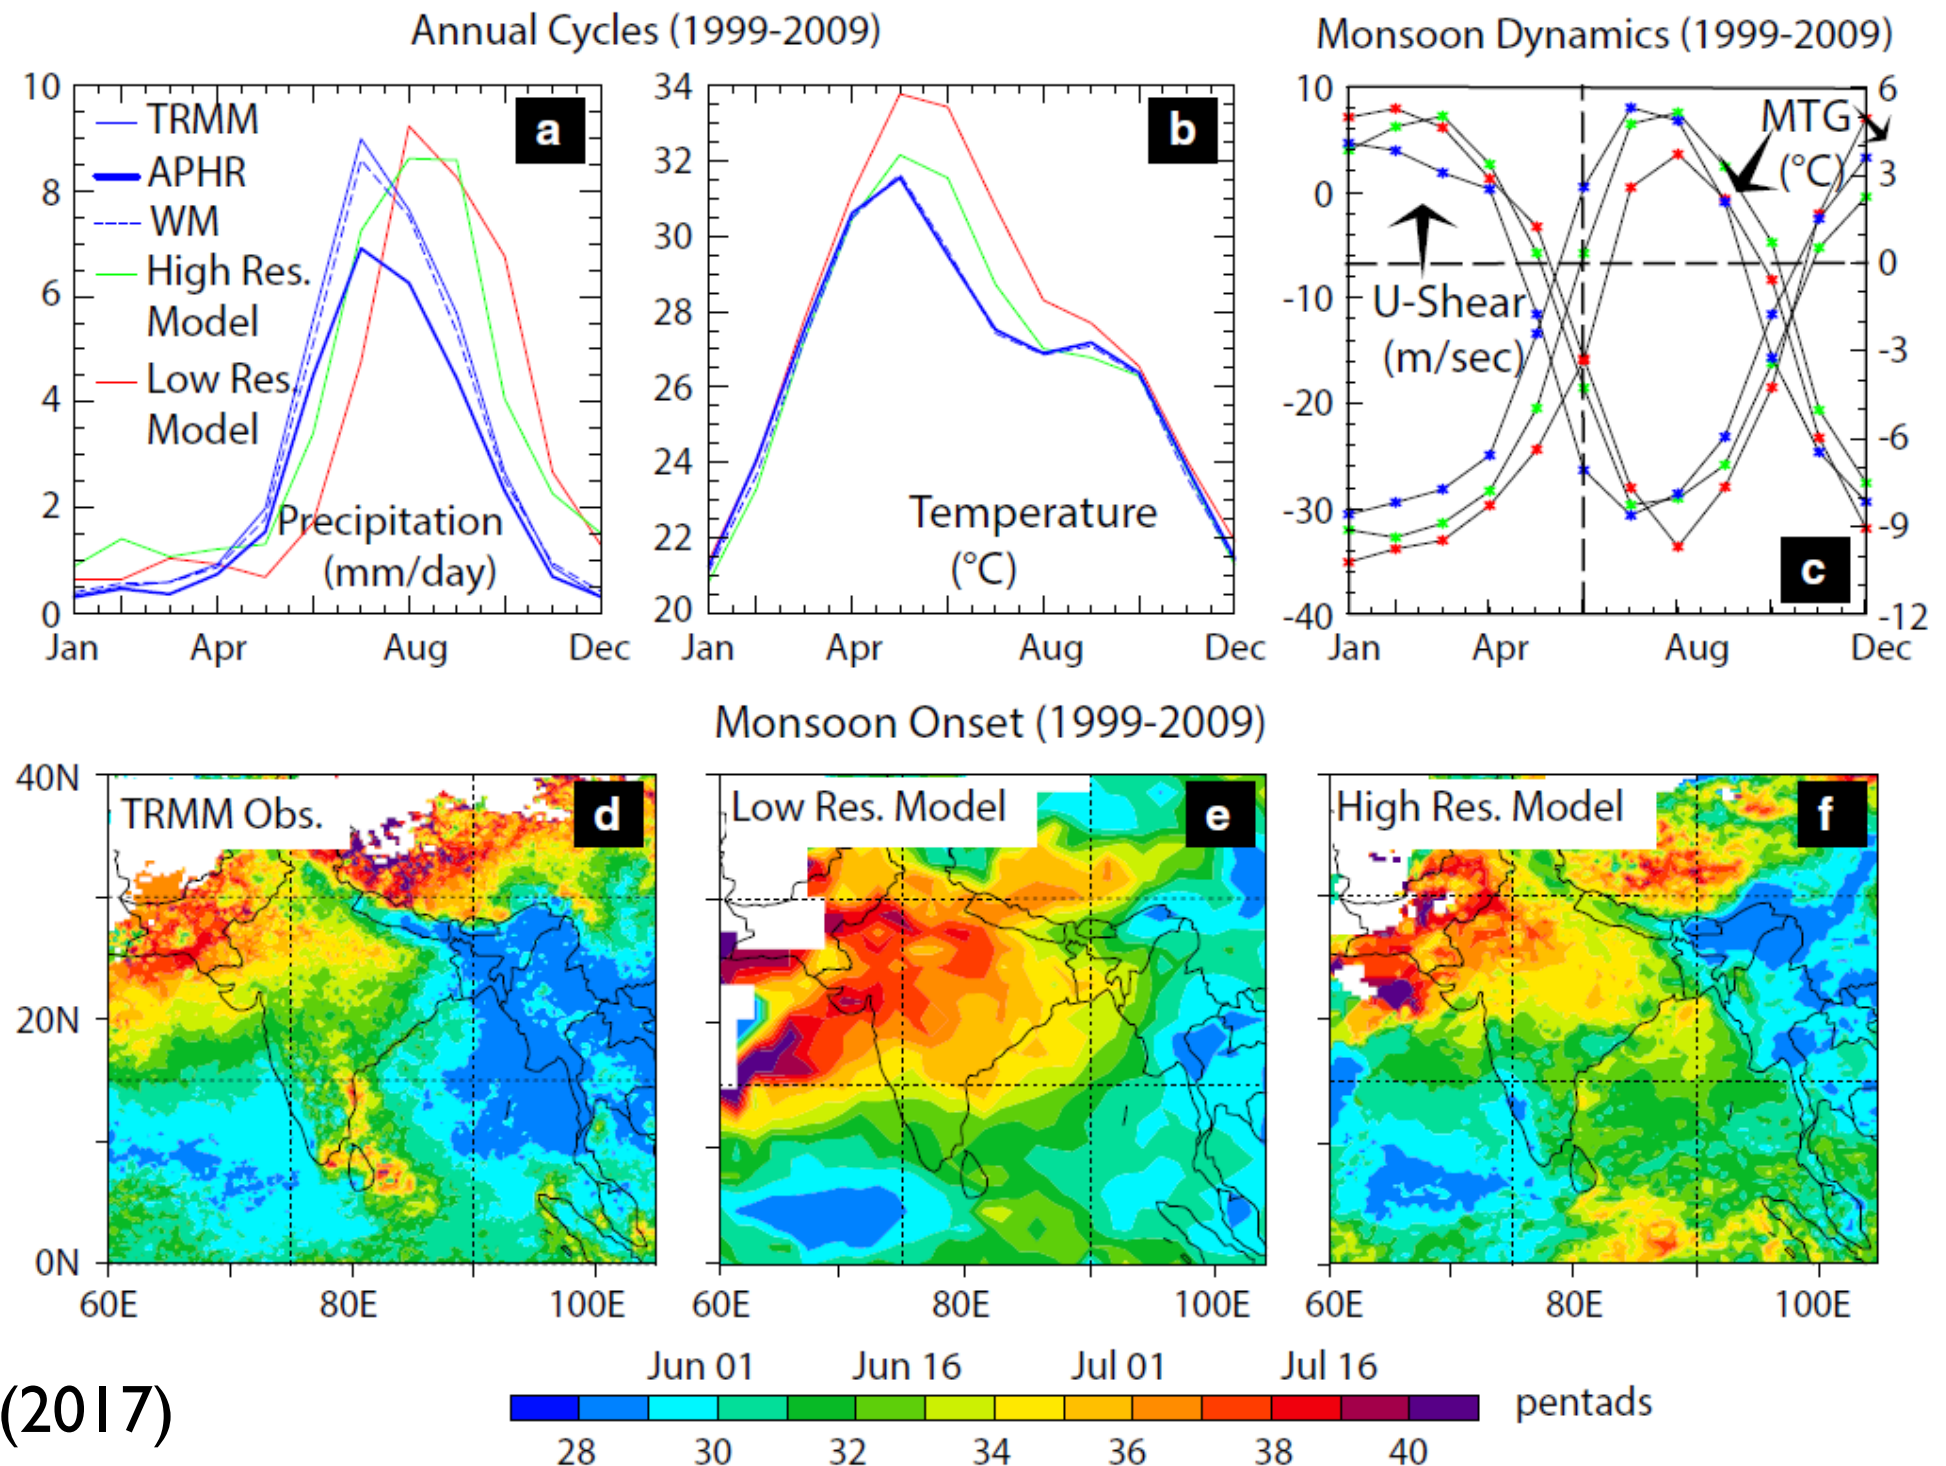 Annual Cycles (1999-2009)
Monsoon Dynamics (1999-2009)
10
8
6
4
2
0
TRMM
APHR
WM
High Res.
Model
Low Res.
Model
a
Precipitation
(mm/day)
Jan Apr Aug Dec
34
32
30
28
26
24
22
20
b
Temperature
(°C)
Jan Apr Aug Dec
10
0
-10
-20
-30
-40
MTG
(°C)
U-Shear
(m/sec)
c
6
3
0
-3
-6
-9
-12
Jan Apr Aug Dec
Monsoon Onset (1999-2009)
40N
20N
0N
TRMM Obs.
d
60E 80E 100E
Low Res. Model
e
60E 80E 100E
High Res. Model
f
60E 80E 100E
Jun 01 Jun 16 Jul 01 Jul 16
pentads
28 30 32 34 36 38 40
(2017)